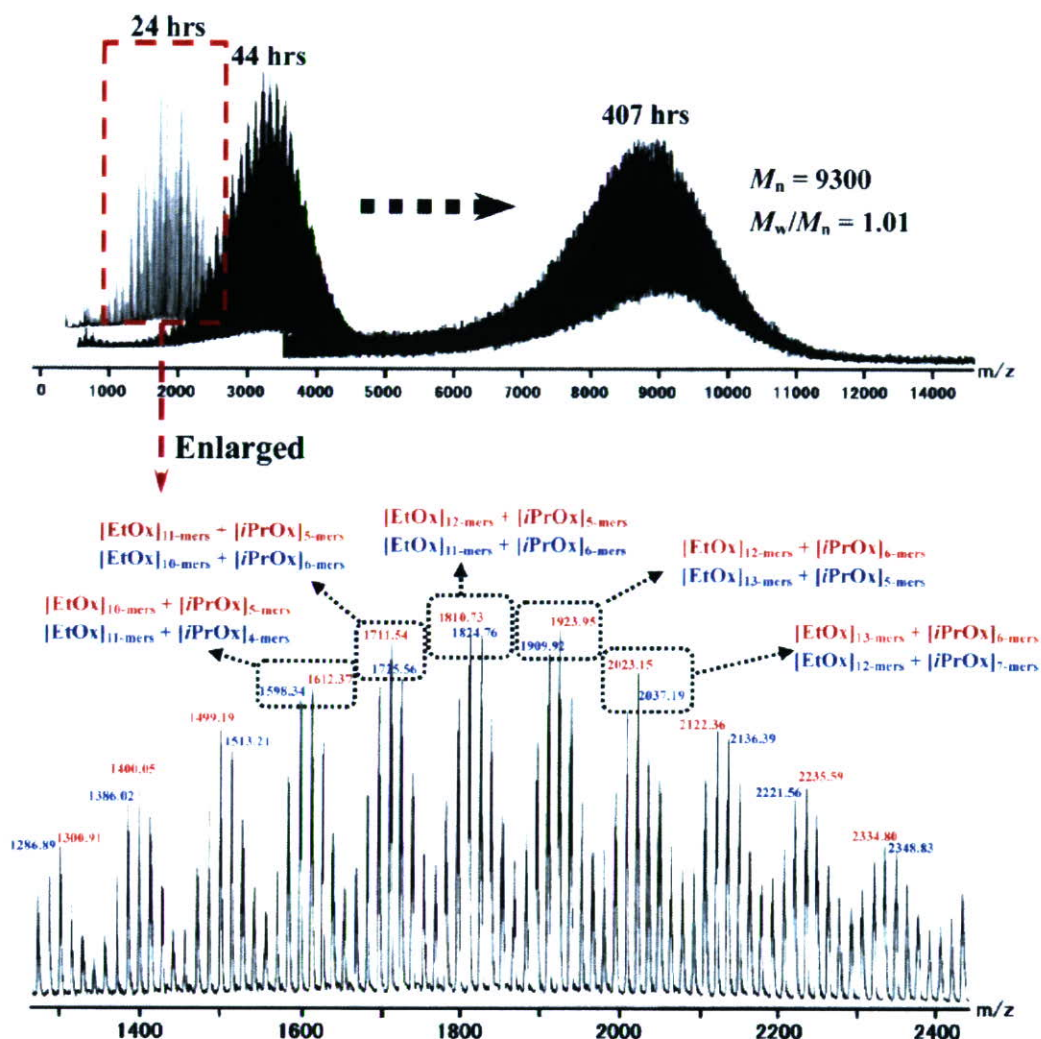 24 hrs
44 hrs
407 hrs
Mn = 9300
Mw/Mn = 1.01
0 1000 2000 3000 4000 5000 6000 7000 8000 9000 10000 11000 12000 14000 m/z
Enlarged
[EtOx]11-mers + [iPrOx]5-mers
[EtOx]10-mers + [iPrOx]6-mers
[EtOx]12-mers + [iPrOx]5-mers
[EtOx]11-mers + [iPrOx]6-mers
[EtOx]12-mers + [iPrOx]6-mers
[EtOx]13-mers + [iPrOx]5-mers
[EtOx]10-mers + [iPrOx]5-mers
[EtOx]11-mers + [iPrOx]4-mers
[EtOx]13-mers + [iPrOx]6-mers
[EtOx]12-mers + [iPrOx]7-mers
1286.89
1300.91
1386.02
1400.05
1499.19
1513.21
1598.34
1612.37
1711.54
1725.56
1810.73
1824.76
1909.92
1923.95
2023.15
2037.19
2122.36
2136.39
2221.56
2235.59
2334.80
2348.83
1400 1600 1800 2000 2200 2400 m/z